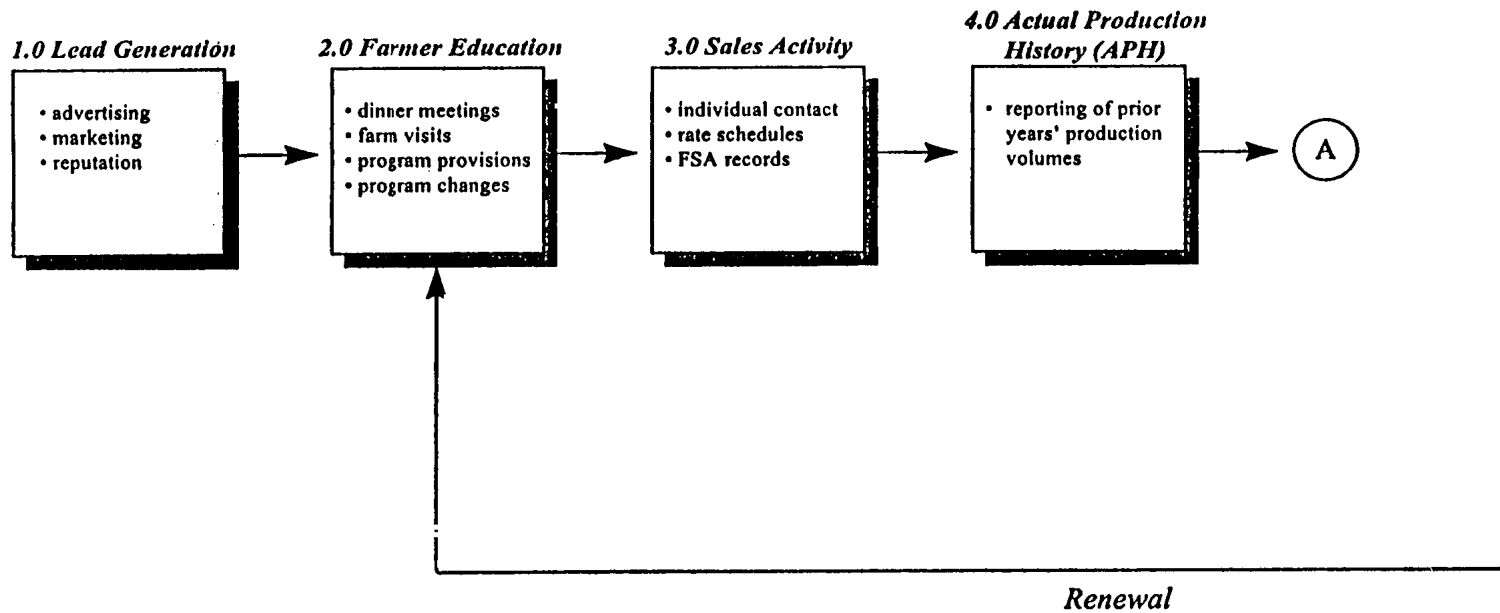 1.0 Lead Generation
• advertising
• marketing
• reputation
2.0 Farmer Education
• dinner meetings
• farm visits
• program provisions
• program changes
3.0 Sales Activity
• individual contact
• rate schedules
• FSA records
4.0 Actual Production
History (APH)
• reporting of prior
years' production
volumes
A
Renewal